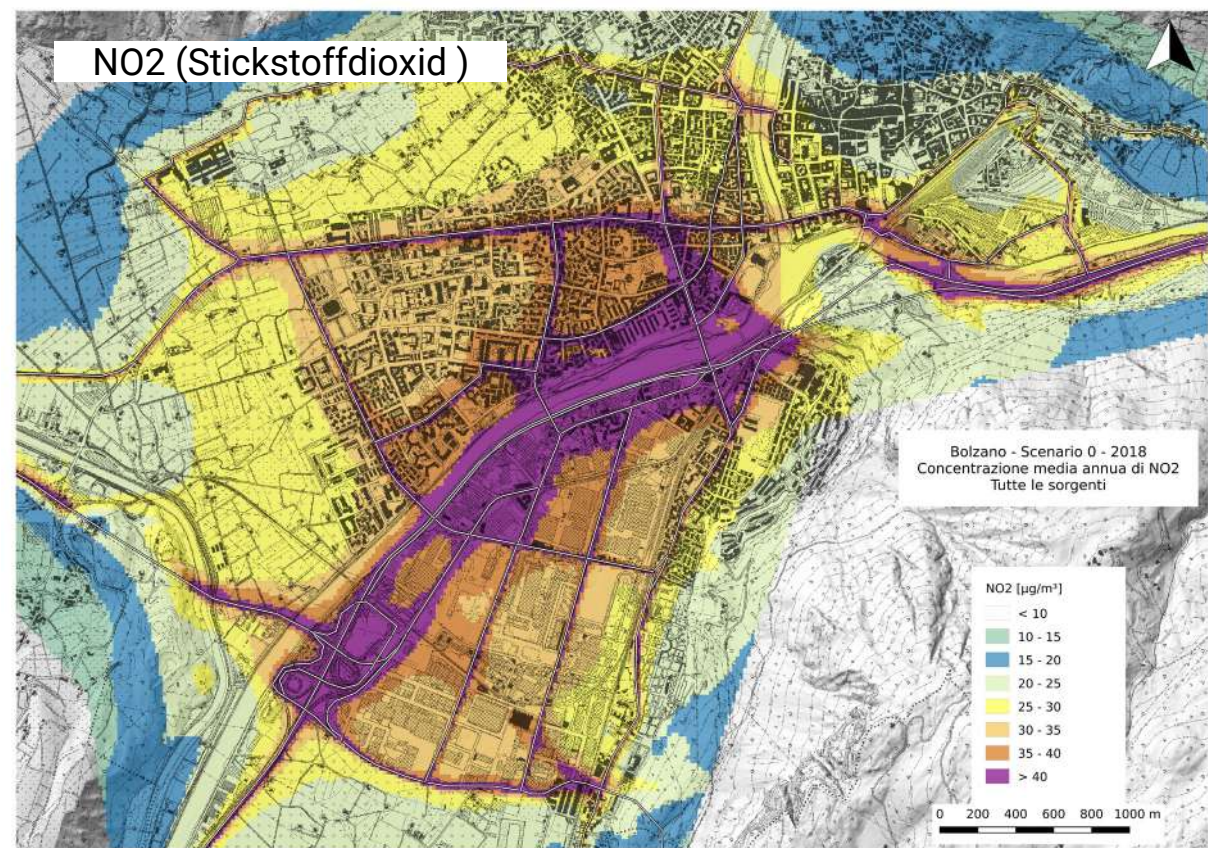 NO2 (Stickstoffdioxid )
Bolzano - Scenario 0 - 2018
Concentrazione media annua di NO2
Tutte le sorgenti
NO2 [µg/m³]
< 10
10 - 15
15 - 20
20 - 25
25 - 30
30 - 35
35 - 40
> 40
0 200 400 600 800 1000 m